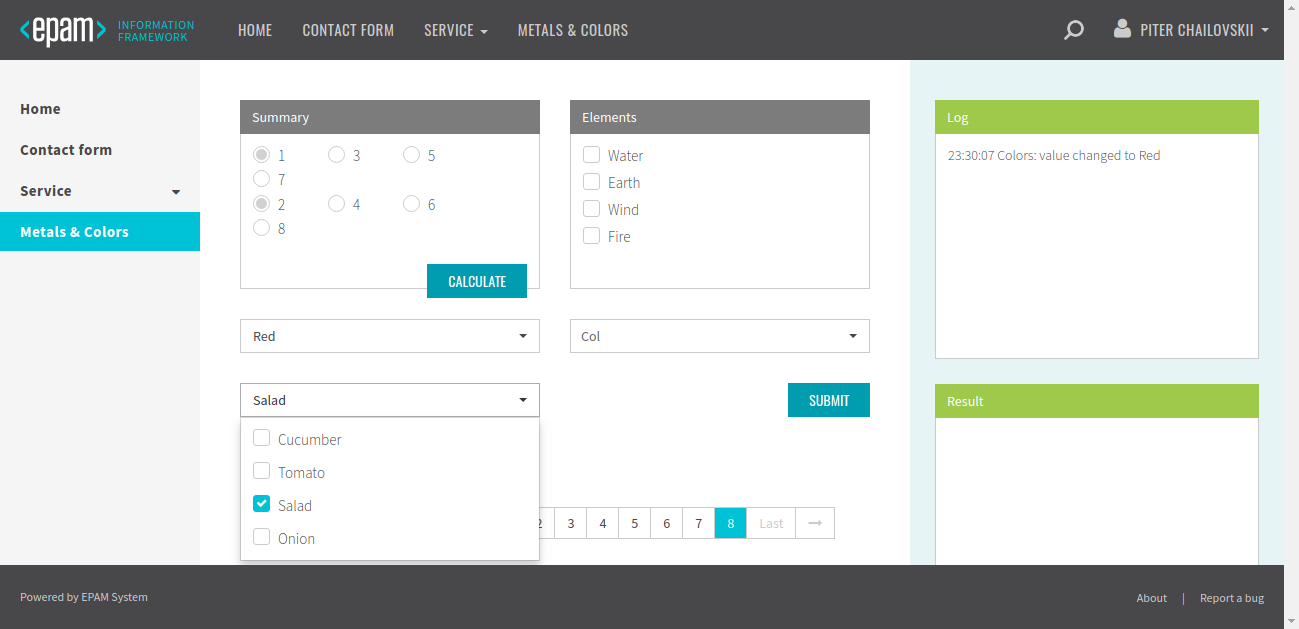 <epam> INFORMATION FRAMEWORK HOME CONTACT FORM SERVICE METALS & COLORS PITER CHAILOVSKII
Home
Contact form
Service
Metals & Colors
Summary
1 3 5
7
2 4 6
8
CALCULATE
Elements
Water
Earth
Wind
Fire
Red
Col
Salad
SUBMIT
Cucumber
Tomato
Salad
Onion
2 3 4 5 6 7 8 Last →
Log
23:30:07 Colors: value changed to Red
Result
Powered by EPAM System
About | Report a bug